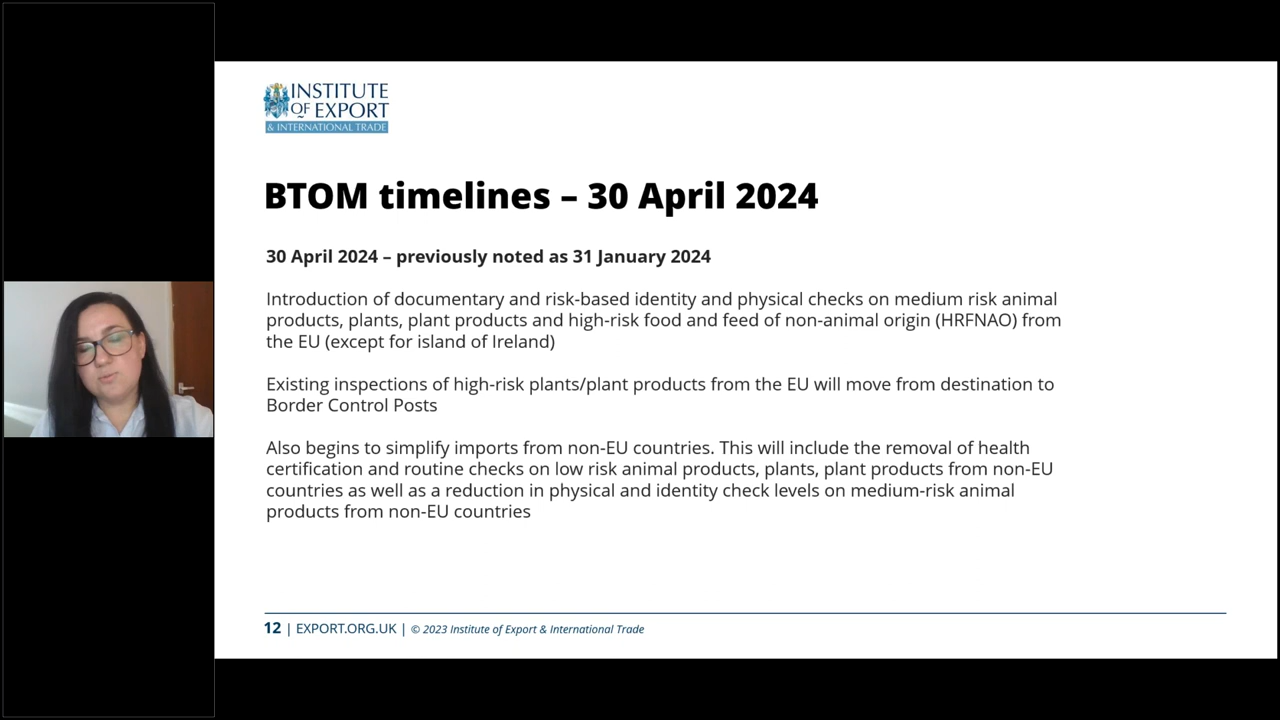 INSTITUTE
OF EXPORT
& INTERNATIONAL TRADE
BTOM timelines – 30 April 2024
30 April 2024 – previously noted as 31 January 2024
Introduction of documentary and risk-based identity and physical checks on medium risk animal
products, plants, plant products and high-risk food and feed of non-animal origin (HRFNAO) from
the EU (except for island of Ireland)
Existing inspections of high-risk plants/plant products from the EU will move from destination to
Border Control Posts
Also begins to simplify imports from non-EU countries. This will include the removal of health
certification and routine checks on low risk animal products, plants, plant products from non-EU
countries as well as a reduction in physical and identity check levels on medium-risk animal
products from non-EU countries
12 | EXPORT.ORG.UK | © 2023 Institute of Export & International Trade